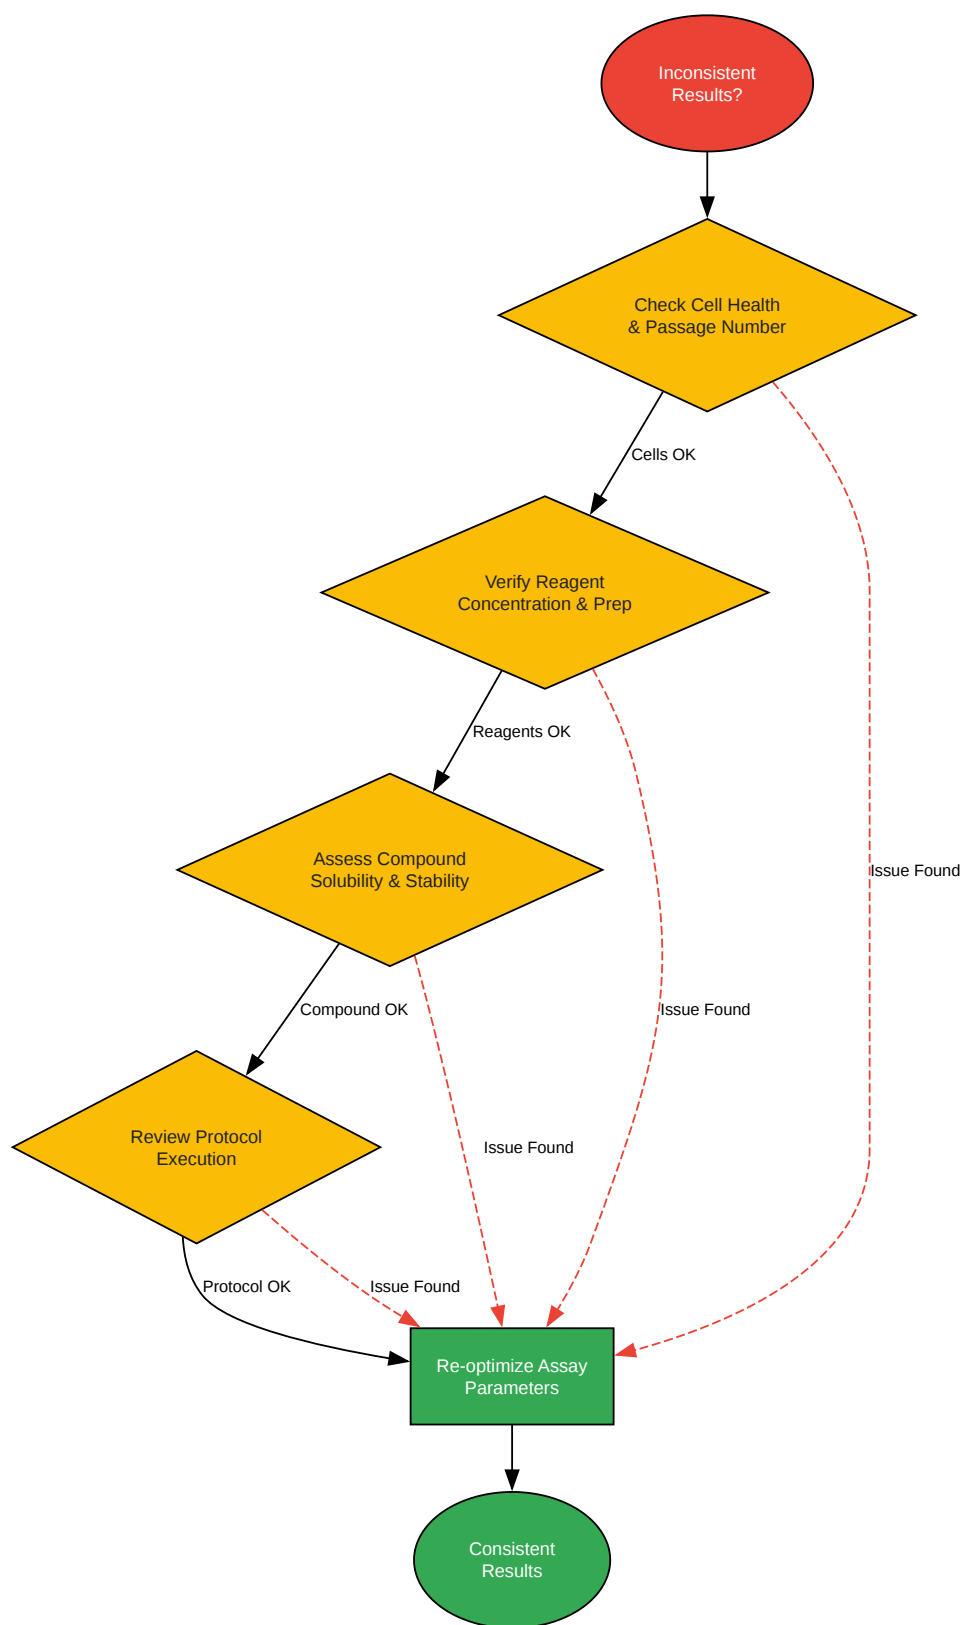 Inconsistent
Results?
Check Cell Health
& Passage Number
Cells OK
Verify Reagent
Concentration & Prep
Reagents OK
Assess Compound
Solubility & Stability
Issue Found
Compound OK
Issue Found
Review Protocol
Execution
Issue Found
Protocol OK
Issue Found
Re-optimize Assay
Parameters
Consistent
Results